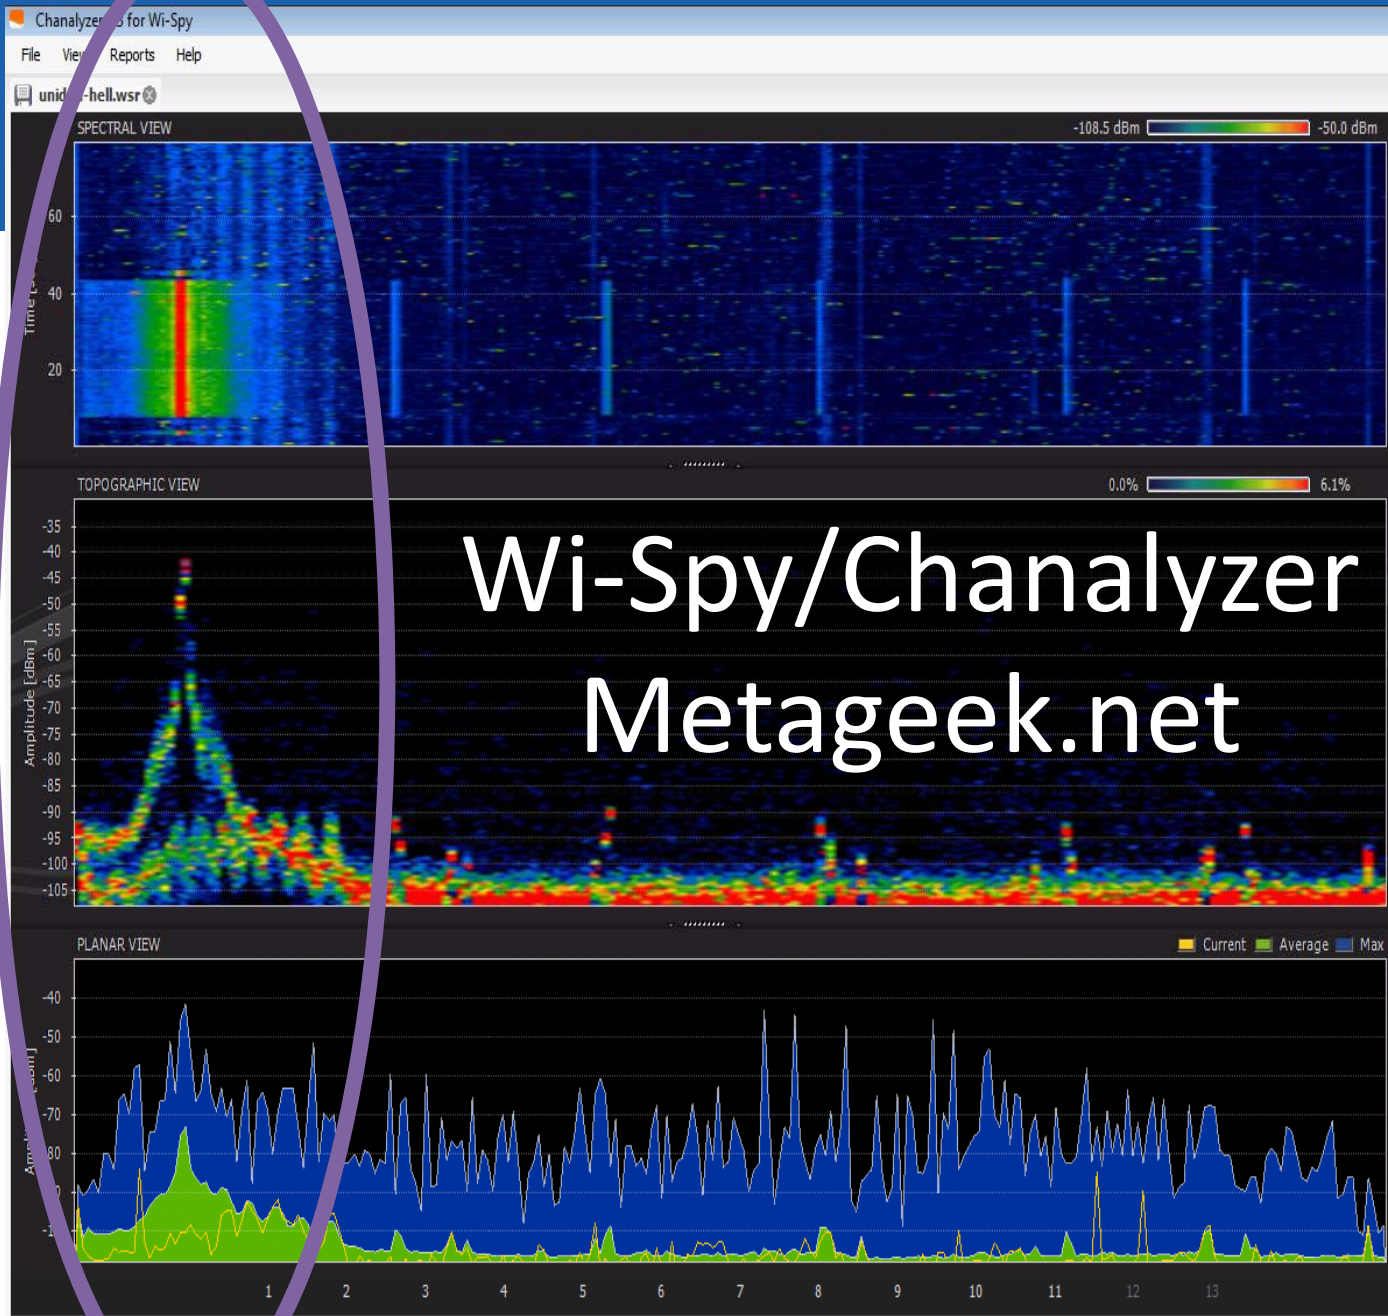 Chanalyzer for Wi-Spy
File View Reports Help
-hell.wsr
SPECTRAL VIEW
-108.5 dBm -50.0 dBm
60
40
20
TOPOGRAPHIC VIEW
0.0% 6.1%
Amplitude [dBm]
-35
-40
-45
-50
-55
-60
-65
-70
-75
-80
-85
-90
-95
-100
-105
Wi-Spy/Chanalyzer
Metageek.net
PLANAR VIEW
Current Average Max
-40
-50
-60
-70
80
1 2 3 4 5 6 7 8 9 10 11 12 13